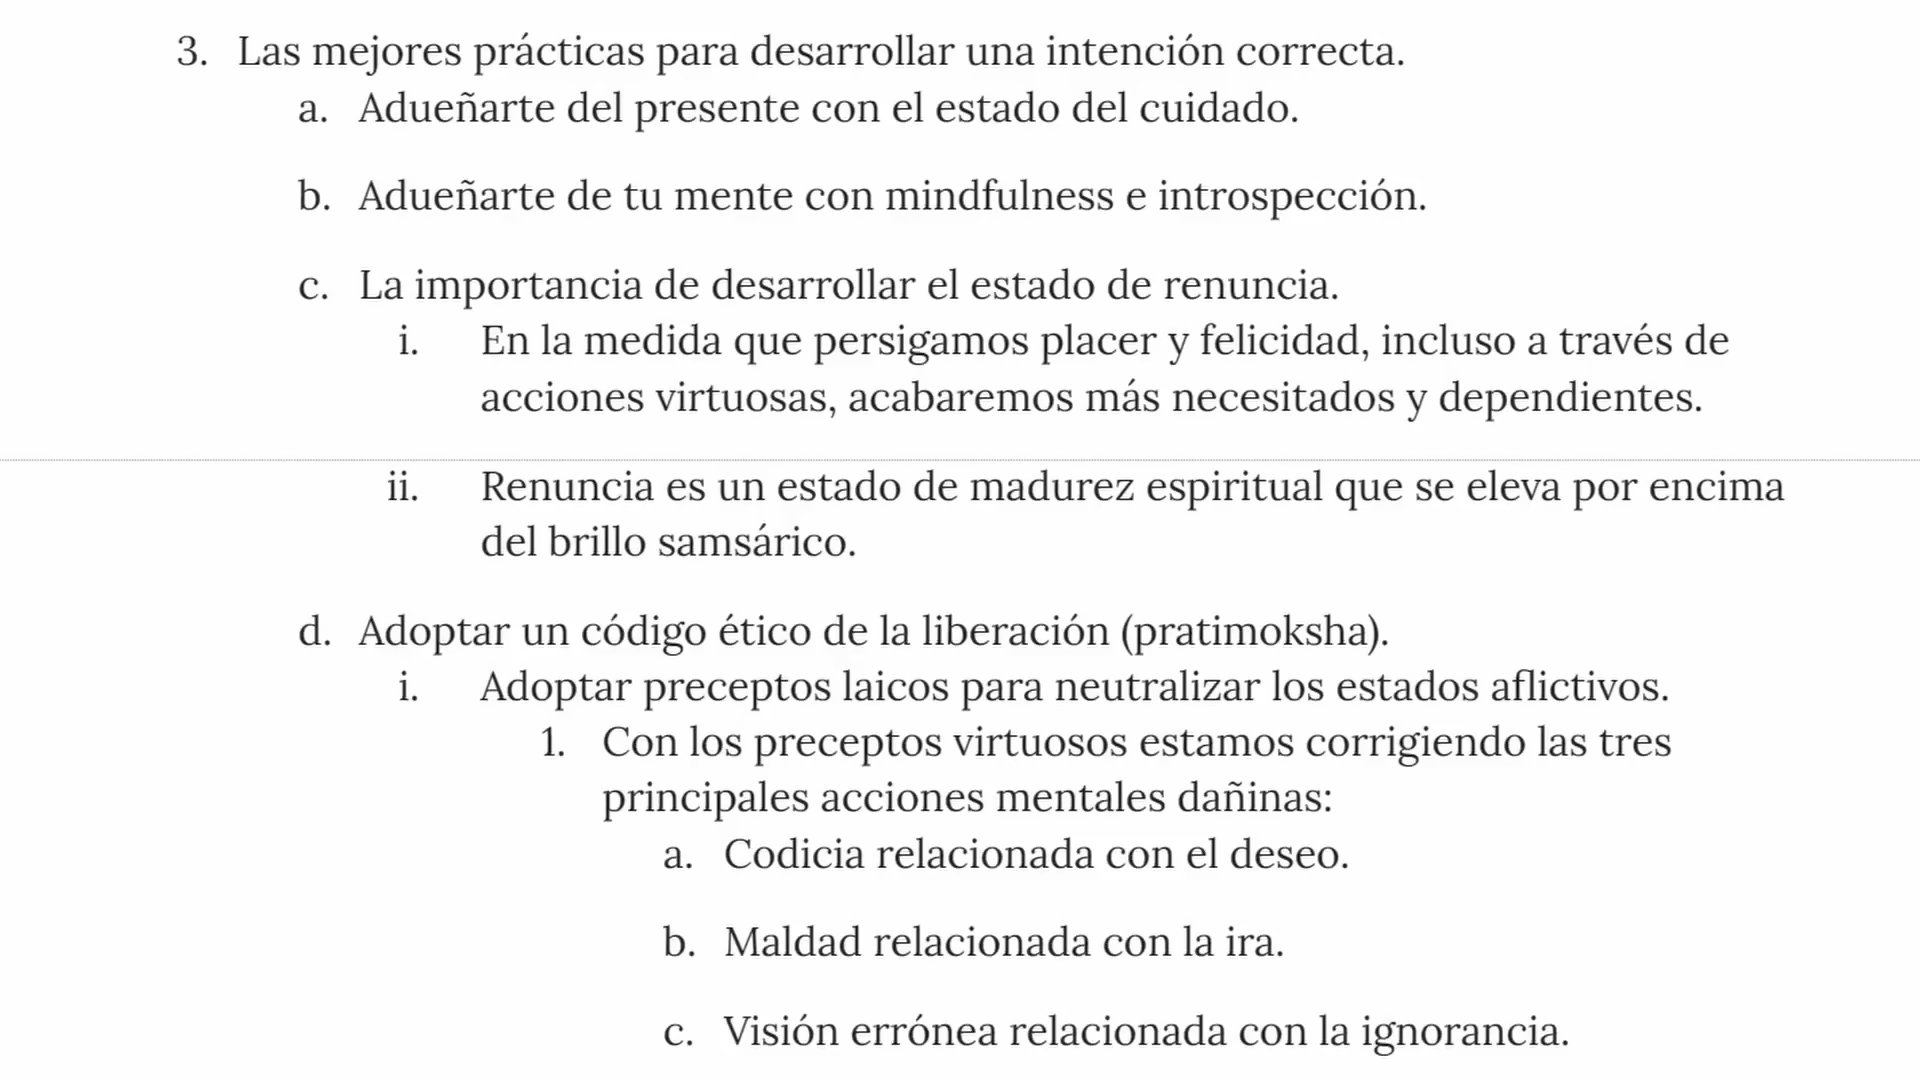 3. Las mejores prácticas para desarrollar una intención correcta.
a. Adueñarte del presente con el estado del cuidado.
b. Adueñarte de tu mente con mindfulness e introspección.
c. La importancia de desarrollar el estado de renuncia.
i. En la medida que persigamos placer y felicidad, incluso a través de
acciones virtuosas, acabaremos más necesitados y dependientes.
ii. Renuncia es un estado de madurez espiritual que se eleva por encima
del brillo samsárico.
d. Adoptar un código ético de la liberación (pratimoksha).
i. Adoptar preceptos laicos para neutralizar los estados aflictivos.
1. Con los preceptos virtuosos estamos corrigiendo las tres
principales acciones mentales dañinas:
a. Codicia relacionada con el deseo.
b. Maldad relacionada con la ira.
c. Visión errónea relacionada con la ignorancia.